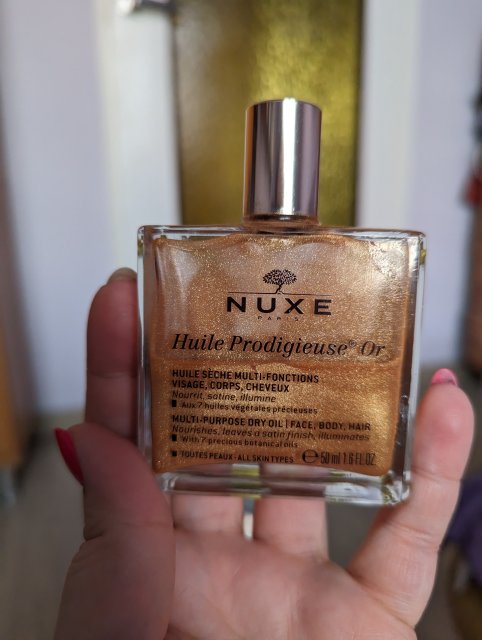 NUXE
PARIS
Huile Prodigieuse® Or
HUILE SÈCHE MULTI-FONCTIONS
VISAGE, CORPS, CHEVEUX
Nourrit, satine, illumine
■ Aux 7 huiles végétales précieuses
MULTI-PURPOSE DRY OIL | FACE, BODY, HAIR
Nourishes, leaves a satin finish, illuminates
■ With 7 precious botanical oils
■ TOUTES PEAUX - ALL SKIN TYPES ℮ 50 ml 1.6 FL.OZ